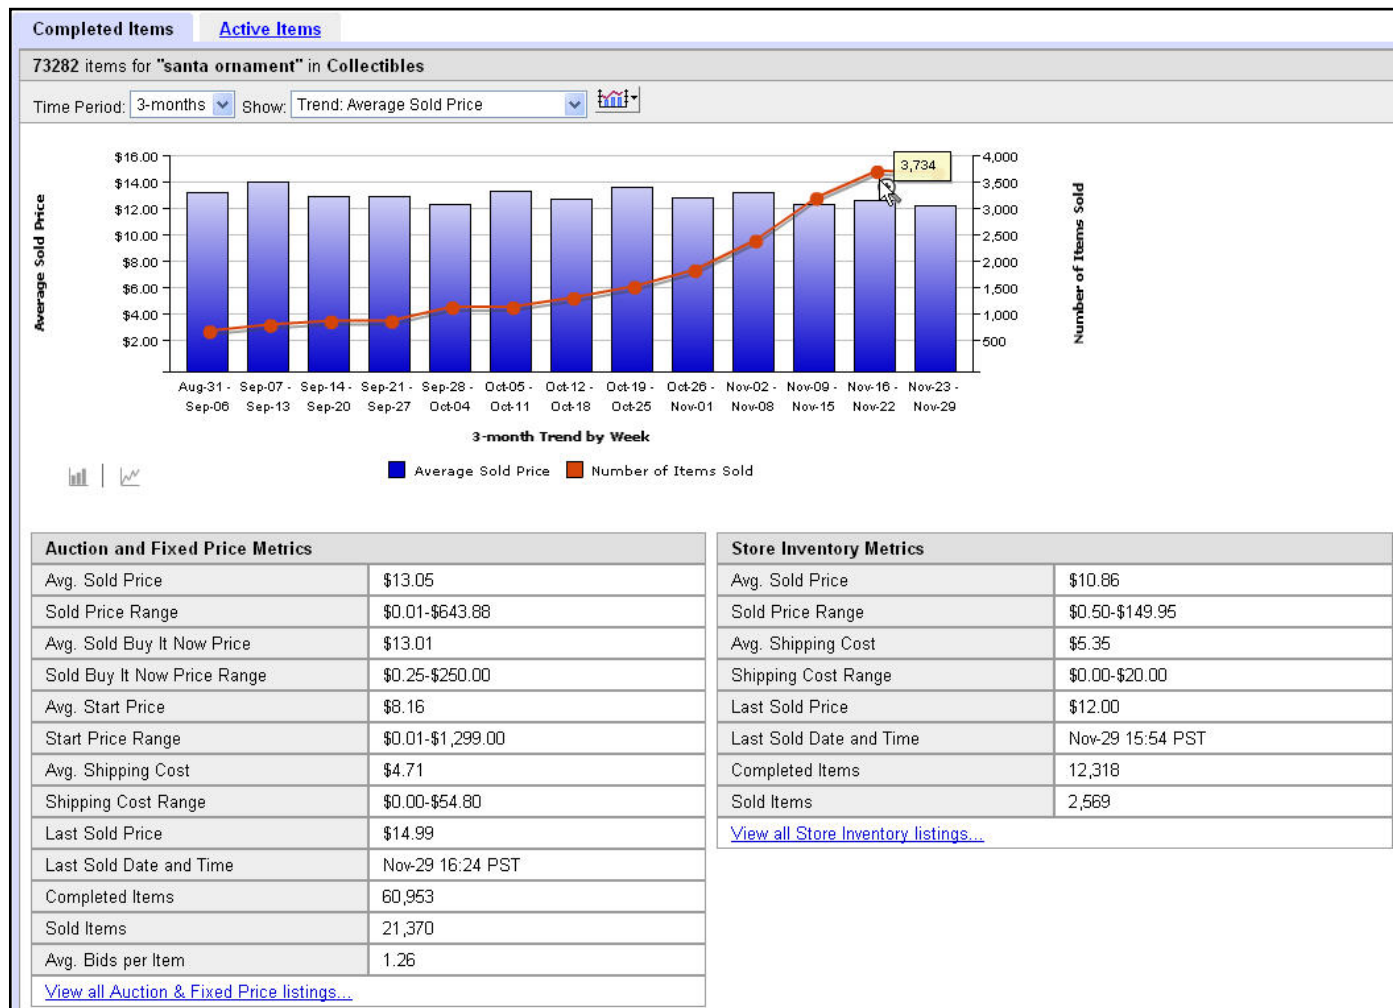 Completed Items Active Items
73282 items for "santa ornament" in Collectibles
Time Period: 3-months Show: Trend: Average Sold Price
Average Sold Price
$16.00
$14.00
$12.00
$10.00
$8.00
$6.00
$4.00
$2.00
3,734
4,000
3,500
3,000
2,500
2,000
1,500
1,000
500
Number of Items Sold
Aug-31 - Sep-07 - Sep-14 - Sep-21 - Sep-28 - Oct-05 - Oct-12 - Oct-19 - Oct-26 - Nov-02 - Nov-09 - Nov-16 - Nov-23 -
Sep-06 Sep-13 Sep-20 Sep-27 Oct-04 Oct-11 Oct-18 Oct-25 Nov-01 Nov-08 Nov-15 Nov-22 Nov-29
3-month Trend by Week
Average Sold Price Number of Items Sold
Auction and Fixed Price Metrics
Avg. Sold Price $13.05
Sold Price Range $0.01-$643.88
Avg. Sold Buy It Now Price $13.01
Sold Buy It Now Price Range $0.25-$250.00
Avg. Start Price $8.16
Start Price Range $0.01-$1,299.00
Avg. Shipping Cost $4.71
Shipping Cost Range $0.00-$54.80
Last Sold Price $14.99
Last Sold Date and Time Nov-29 16:24 PST
Completed Items 60,953
Sold Items 21,370
Avg. Bids per Item 1.26
View all Auction & Fixed Price listings...
Store Inventory Metrics
Avg. Sold Price $10.86
Sold Price Range $0.50-$149.95
Avg. Shipping Cost $5.35
Shipping Cost Range $0.00-$20.00
Last Sold Price $12.00
Last Sold Date and Time Nov-29 15:54 PST
Completed Items 12,318
Sold Items 2,569
View all Store Inventory listings...